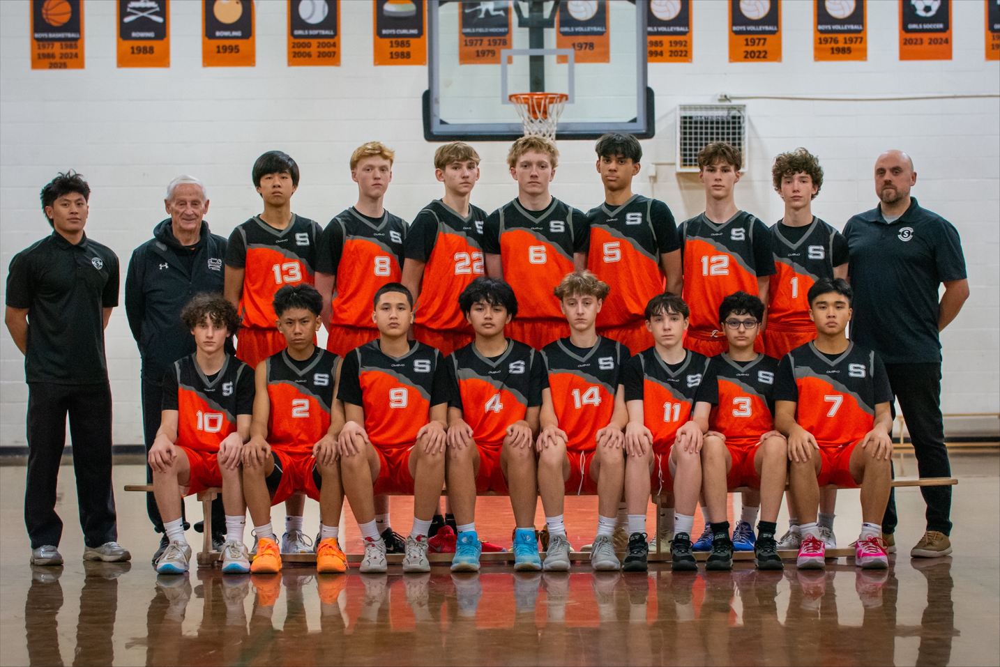 BOYS BASKETBALL
1977 1985
1986 2024
2025
ROWING
1988
BOWLING
1995
GIRLS SOFTBALL
2000 2004
2006 2007
BOYS CURLING
1985
1988
GIRLS FIELD HOCKEY
1977 1978
1979
GIRLS VOLLEYBALL
1978
GIRLS VOLLEYBALL
1985 1992
1994 2022
BOYS VOLLEYBALL
1977
2022
BOYS VOLLEYBALL
1976 1977
1985
GIRLS SOCCER
2023 2024
S
13
S
8
S
22
S
6
S
5
S
12
S
1
S
S
10
S
2
S
9
S
4
S
14
S
11
S
3
S
7